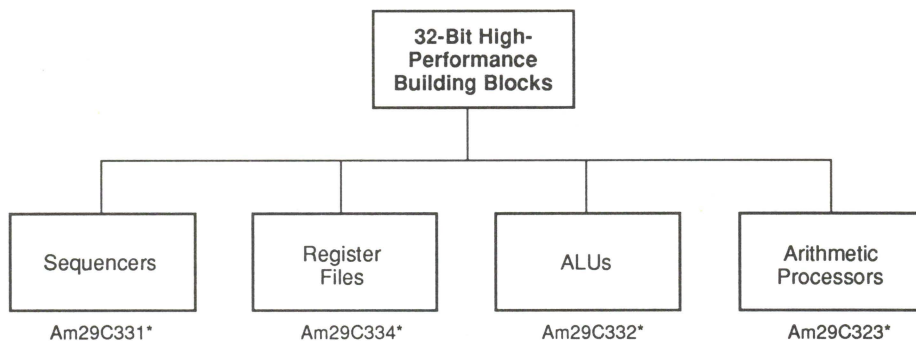 32-Bit High-
Performance
Building Blocks
Sequencers
Register
Files
ALUs
Arithmetic
Processors
Am29C331*
Am29C334*
Am29C332*
Am29C323*